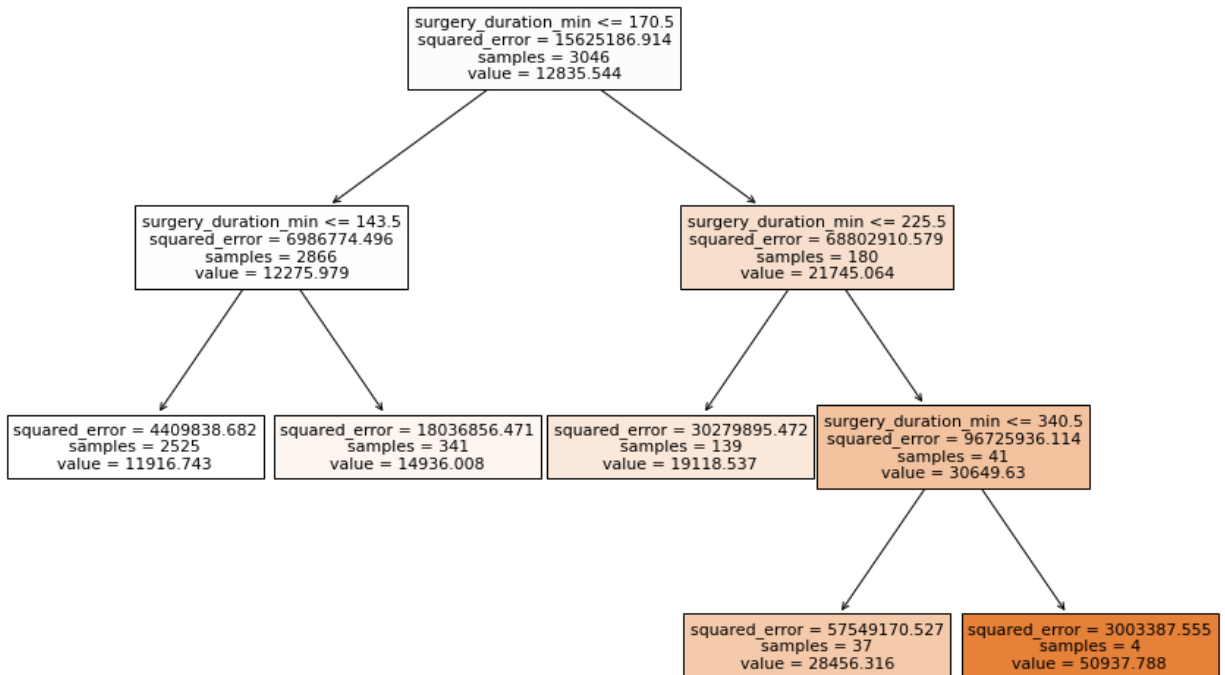 surgery_duration_min <= 170.5
squared_error = 15625186.914
samples = 3046
value = 12835.544
surgery_duration_min <= 143.5
squared_error = 6986774.496
samples = 2866
value = 12275.979
surgery_duration_min <= 225.5
squared_error = 68802910.579
samples = 180
value = 21745.064
squared_error = 4409838.682
samples = 2525
value = 11916.743
squared_error = 18036856.471
samples = 341
value = 14936.008
squared_error = 30279895.472
samples = 139
value = 19118.537
surgery_duration_min <= 340.5
squared_error = 96725936.114
samples = 41
value = 30649.63
squared_error = 57549170.527
samples = 37
value = 28456.316
squared_error = 3003387.555
samples = 4
value = 50937.788